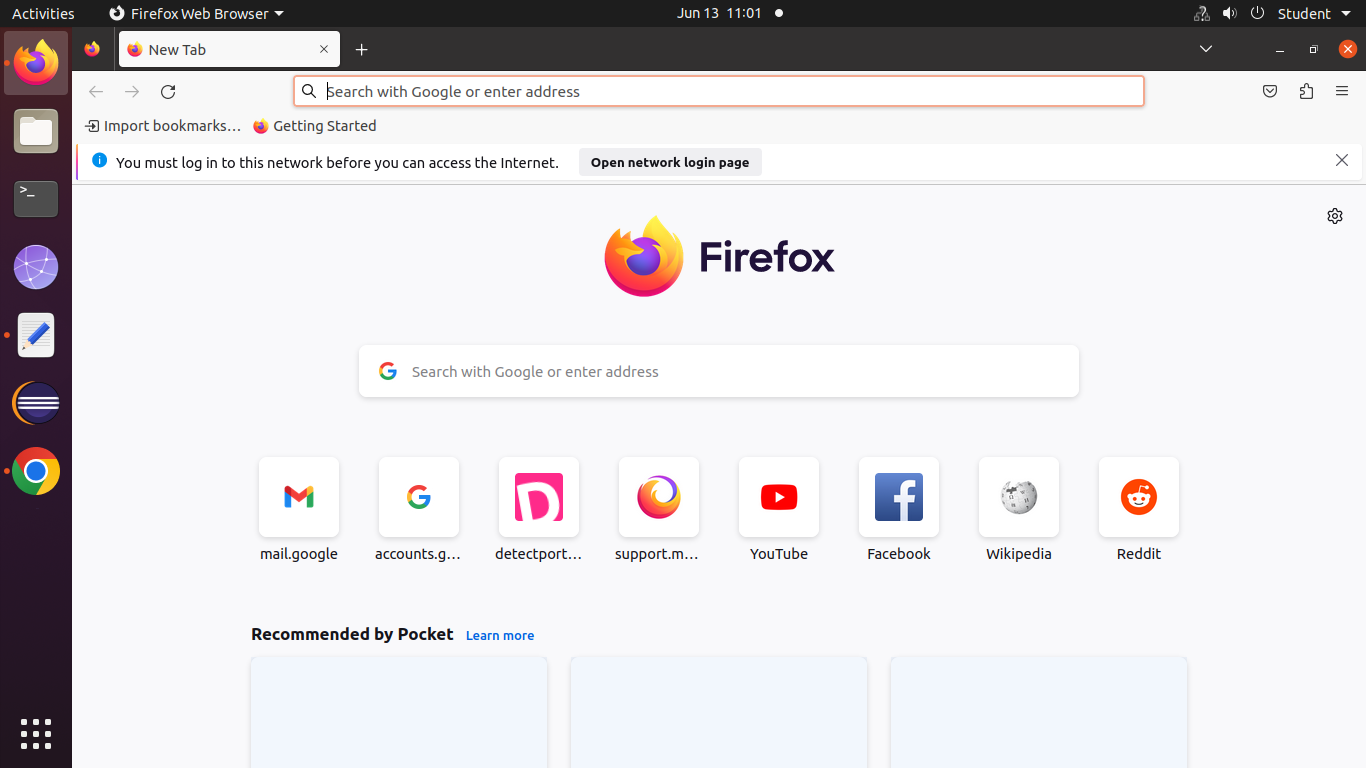 Activities Firefox Web Browser Jun 13 11:01 Student
New Tab
Search with Google or enter address
Import bookmarks… Getting Started
You must log in to this network before you can access the Internet. Open network login page
Firefox
Search with Google or enter address
mail.google accounts.g… detectport… support.m… YouTube Facebook Wikipedia Reddit
Recommended by Pocket Learn more